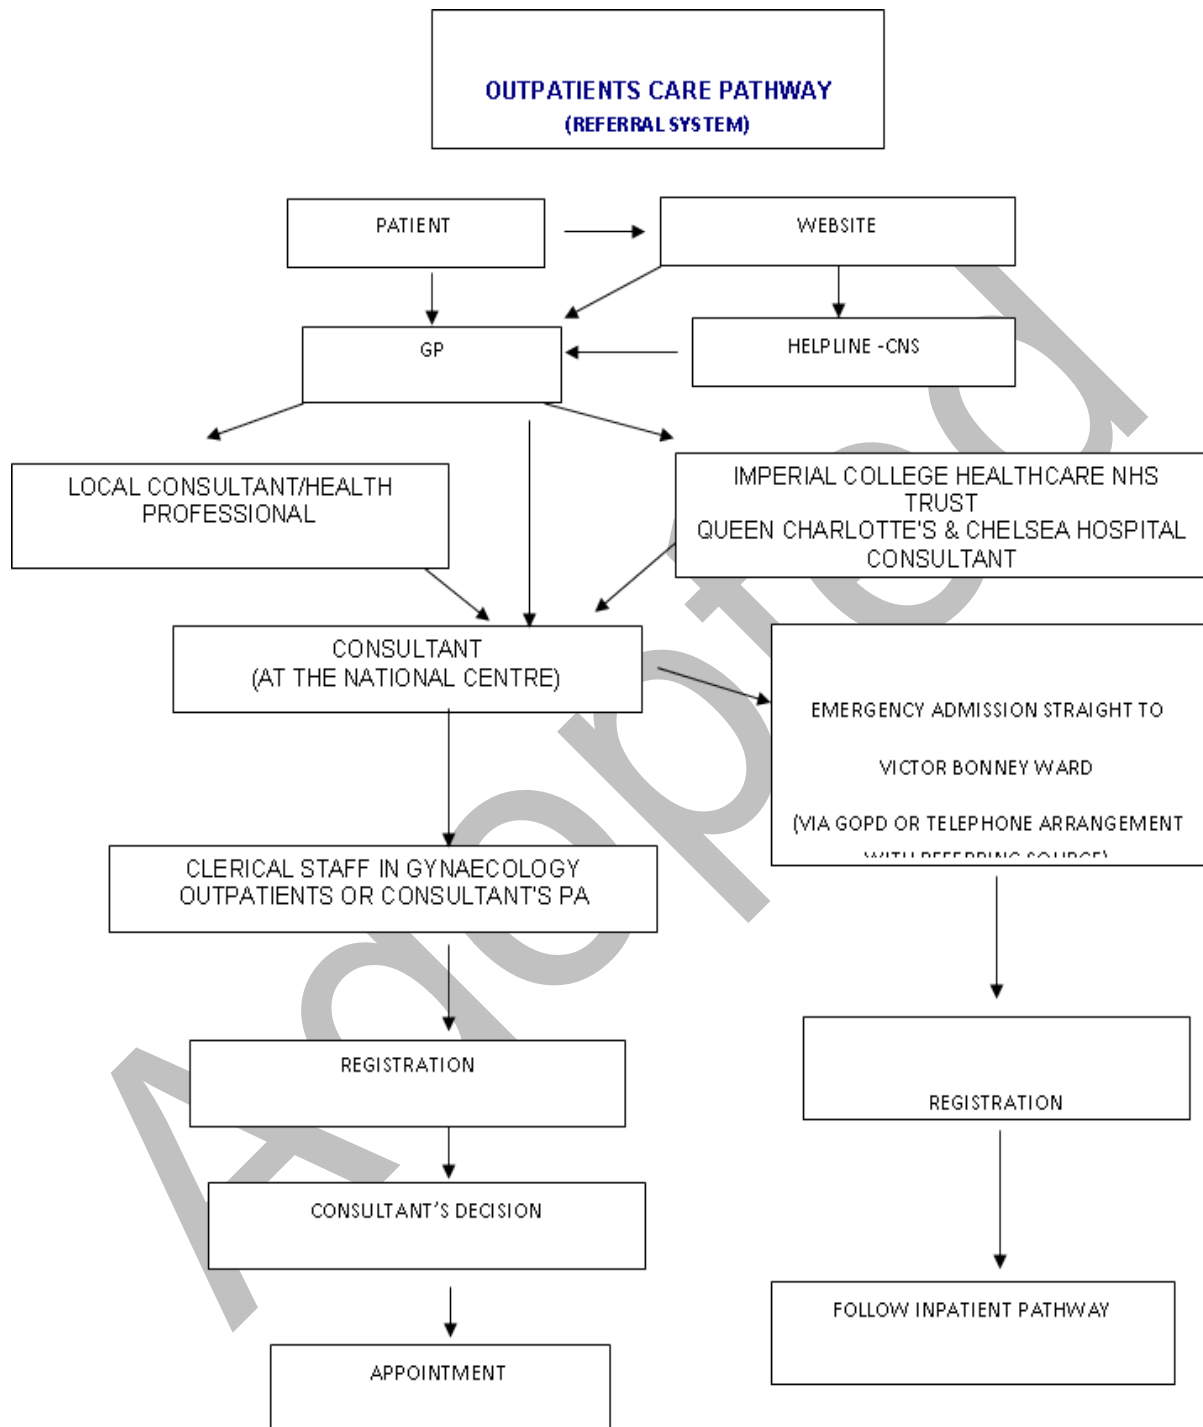 OUTPATIENTS CARE PATHWAY
(REFERRAL SYSTEM)
PATIENT
WEBSITE
GP
HELPLINE -CNS
LOCAL CONSULTANT/HEALTH
PROFESSIONAL
IMPERIAL COLLEGE HEALTHCARE NHS
TRUST
QUEEN CHARLOTTE'S & CHELSEA HOSPITAL
CONSULTANT
CONSULTANT
(AT THE NATIONAL CENTRE)
EMERGENCY ADMISSION STRAIGHT TO
VICTOR BONNEY WARD
(VIA GOPD OR TELEPHONE ARRANGEMENT
WITH REFERRING SOURCE)
CLERICAL STAFF IN GYNAECOLOGY
OUTPATIENTS OR CONSULTANT'S PA
REGISTRATION
REGISTRATION
CONSULTANT’S DECISION
FOLLOW INPATIENT PATHWAY
APPOINTMENT
Adopted